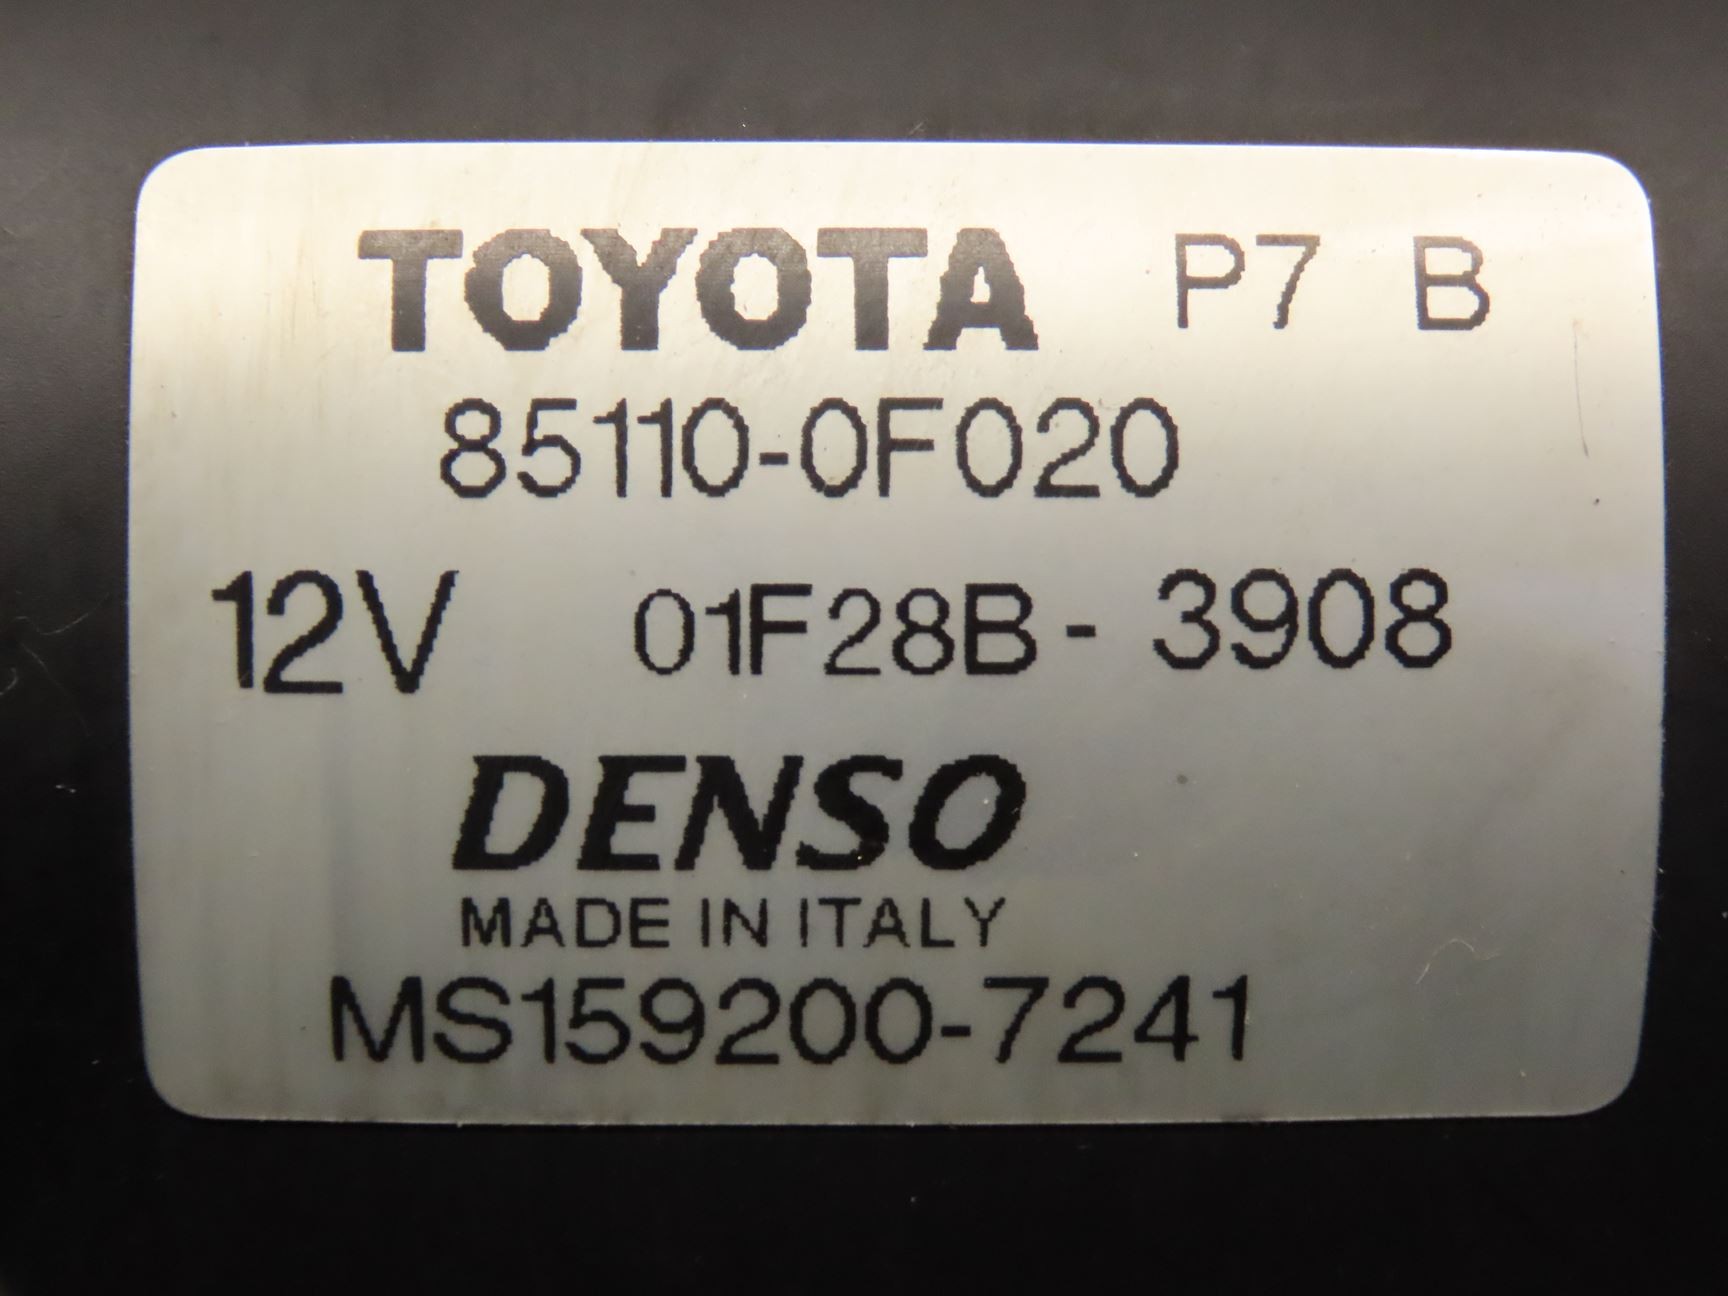 TOYOTA P7 B
85110-0F020
12V 01F28B - 3908
DENSO
MADE IN ITALY
MS159200-7241